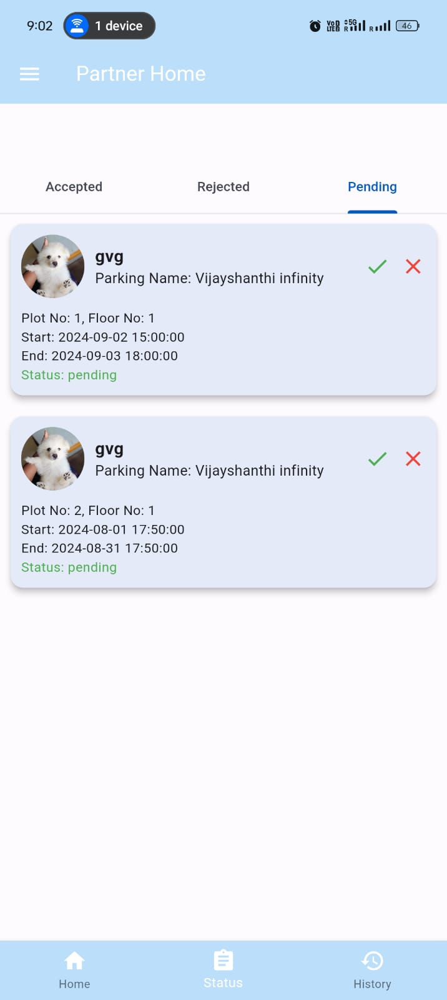 9:02 1 device VoD LTE2 5G R R 46
Partner Home
Accepted Rejected Pending
gvg
Parking Name: Vijayshanthi infinity
Plot No: 1, Floor No: 1
Start: 2024-09-02 15:00:00
End: 2024-09-03 18:00:00
Status: pending
gvg
Parking Name: Vijayshanthi infinity
Plot No: 2, Floor No: 1
Start: 2024-08-01 17:50:00
End: 2024-08-31 17:50:00
Status: pending
Home Status History